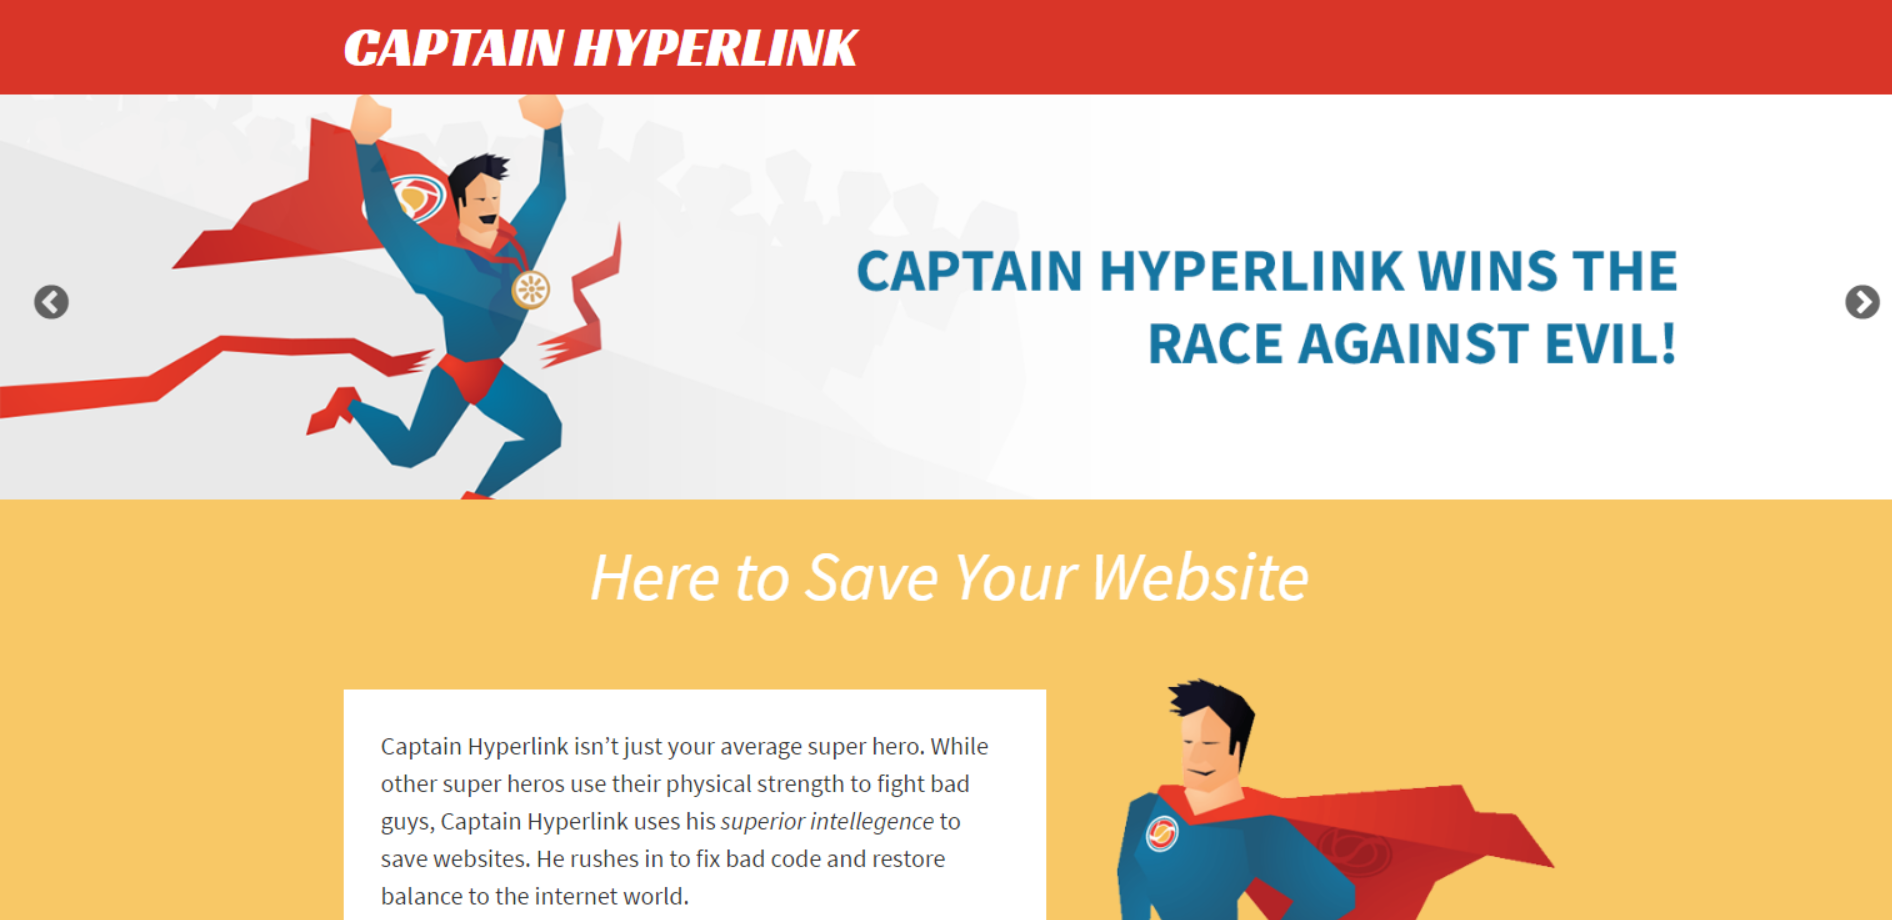 CAPTAIN HYPERLINK
CAPTAIN HYPERLINK WINS THE
RACE AGAINST EVIL!
Here to Save Your Website
Captain Hyperlink isn’t just your average super hero. While
other super heros use their physical strength to fight bad
guys, Captain Hyperlink uses his superior intellegence to
save websites. He rushes in to fix bad code and restore
balance to the internet world.